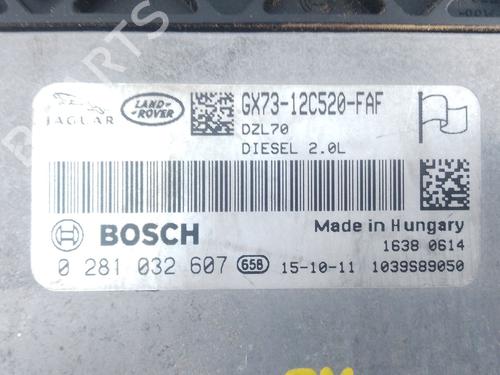 PARTS
JAGUAR
LAND-
ROVER
GX73-12C520-FAF
DZL70
DIESEL 2.0L
BOSCH
Made in Hungary
1638 0614
0 281 032 607 658 15-10-11 1039S89050